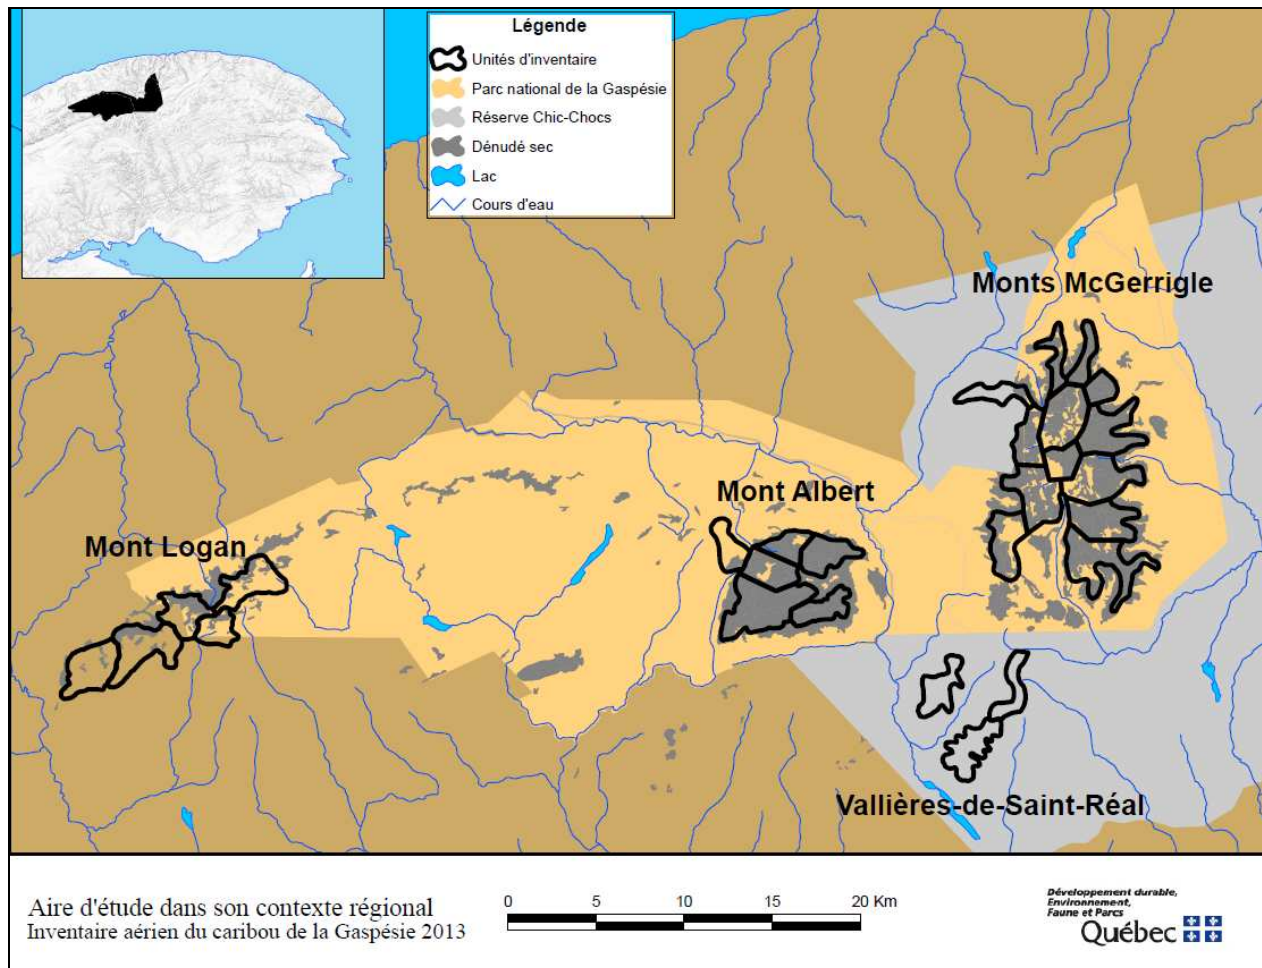 Légende
Unités d'inventaire
Parc national de la Gaspésie
Réserve Chic-Chocs
Dénudé sec
Lac
Cours d'eau
Monts McGerrigle
Mont Albert
Mont Logan
Vallières-de-Saint-Réal
Aire d'étude dans son contexte régional
Inventaire aérien du caribou de la Gaspésie 2013
0 5 10 15 20 Km
Développement durable,
Environnement,
Faune et Parcs
Québec